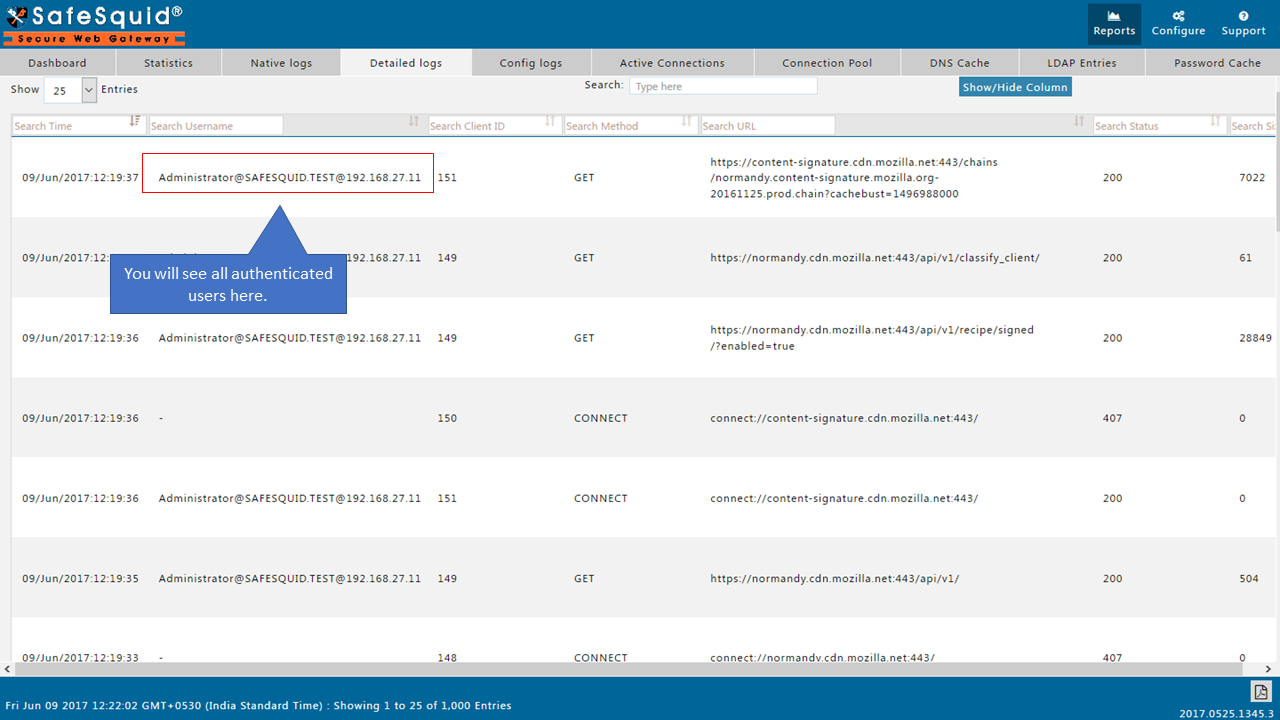 SafeSquid®
Secure Web Gateway
Reports Configure Support
Dashboard Statistics Native logs Detailed logs Config logs Active Connections Connection Pool DNS Cache LDAP Entries Password Cache
Show 25 Entries Search: Type here Show/Hide Column
Search Time Search Username Search Client ID Search Method Search URL Search Status Search Si
09/Jun/2017:12:19:37 Administrator@SAFESQUID.TEST@192.168.27.11 151 GET https://content-signature.cdn.mozilla.net:443/chains
/normandy.content-signature.mozilla.org-
20161125.prod.chain?cachebust=1496988000 200 7022
09/Jun/2017:12: .168.27.11 149 GET https://normandy.cdn.mozilla.net:443/api/v1/classify_client/ 200 61
You will see all authenticated
users here.
09/Jun/2017:12:19:36 Administrator@SAFESQUID.TEST@192.168.27.11 149 GET https://normandy.cdn.mozilla.net:443/api/v1/recipe/signed
/?enabled=true 200 28849
09/Jun/2017:12:19:36 - 150 CONNECT connect://content-signature.cdn.mozilla.net:443/ 407 0
09/Jun/2017:12:19:36 Administrator@SAFESQUID.TEST@192.168.27.11 151 CONNECT connect://content-signature.cdn.mozilla.net:443/ 200 0
09/Jun/2017:12:19:35 Administrator@SAFESQUID.TEST@192.168.27.11 149 GET https://normandy.cdn.mozilla.net:443/api/v1/ 200 504
09/Jun/2017:12:19:33 - 148 CONNECT connect://normandy.cdn.mozilla.net:443/ 407 0
Fri Jun 09 2017 12:22:02 GMT+0530 (India Standard Time) : Showing 1 to 25 of 1,000 Entries
2017.0525.1345.3